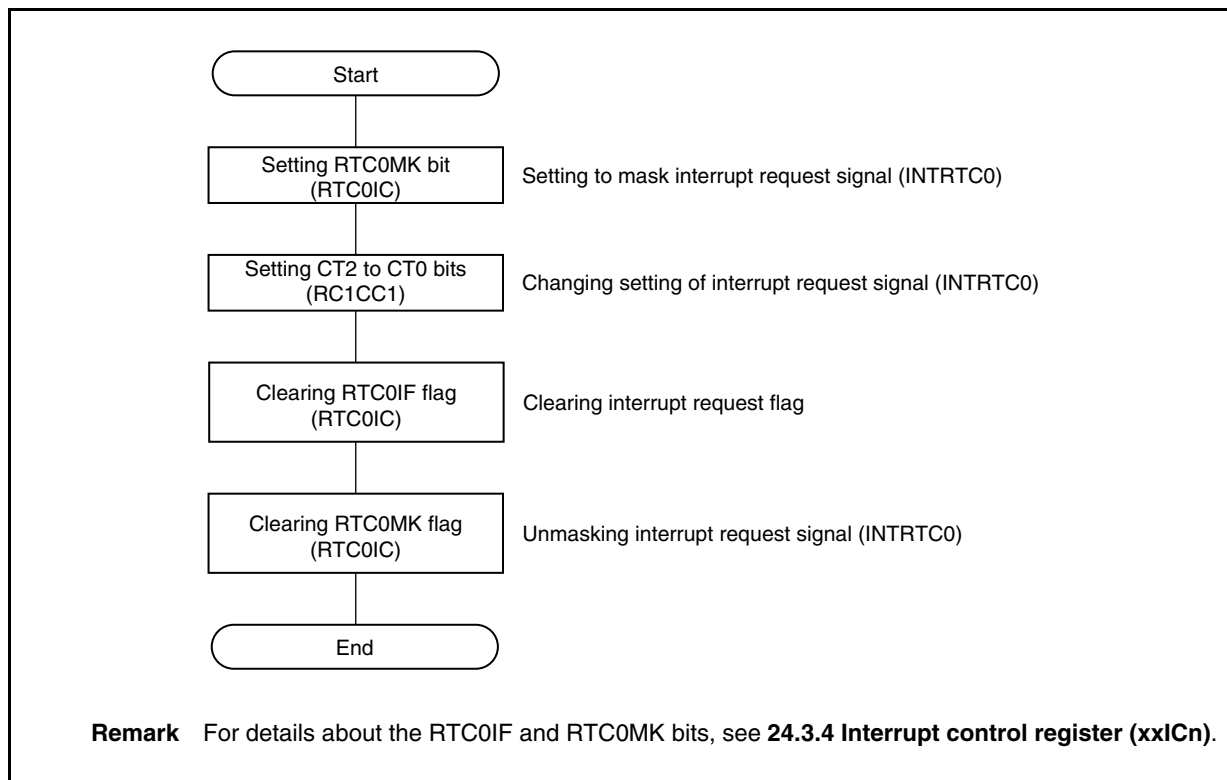 Start
Setting RTC0MK bit
(RTC0IC)
Setting to mask interrupt request signal (INTRTC0)
Setting CT2 to CT0 bits
(RC1CC1)
Changing setting of interrupt request signal (INTRTC0)
Clearing RTC0IF flag
(RTC0IC)
Clearing interrupt request flag
Clearing RTC0MK flag
(RTC0IC)
Unmasking interrupt request signal (INTRTC0)
End
Remark For details about the RTC0IF and RTC0MK bits, see 24.3.4 Interrupt control register (xxICn).